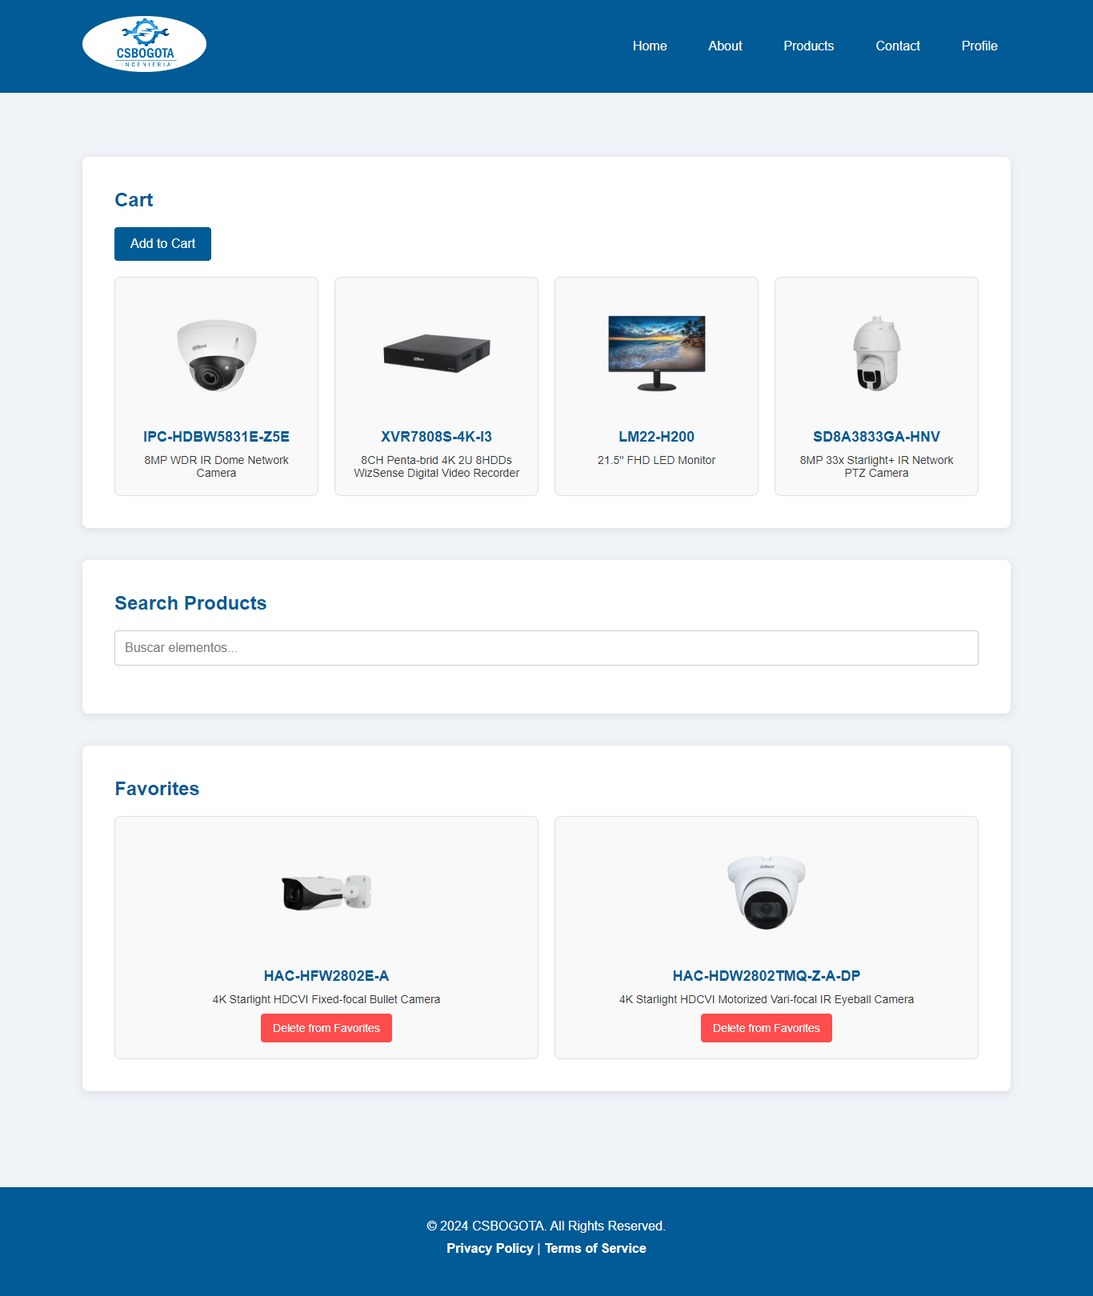 CSBOGOTA
INGENIERIA
Home
About
Products
Contact
Profile
Cart
Add to Cart
IPC-HDBW5831E-Z5E
8MP WDR IR Dome Network
Camera
XVR7808S-4K-I3
8CH Penta-brid 4K 2U 8HDDs
WizSense Digital Video Recorder
LM22-H200
21.5" FHD LED Monitor
SD8A3833GA-HNV
8MP 33x Starlight+ IR Network
PTZ Camera
Search Products
Buscar elementos...
Favorites
HAC-HFW2802E-A
4K Starlight HDCVI Fixed-focal Bullet Camera
Delete from Favorites
HAC-HDW2802TMQ-Z-A-DP
4K Starlight HDCVI Motorized Vari-focal IR Eyeball Camera
Delete from Favorites
© 2024 CSBOGOTA. All Rights Reserved.
Privacy Policy | Terms of Service